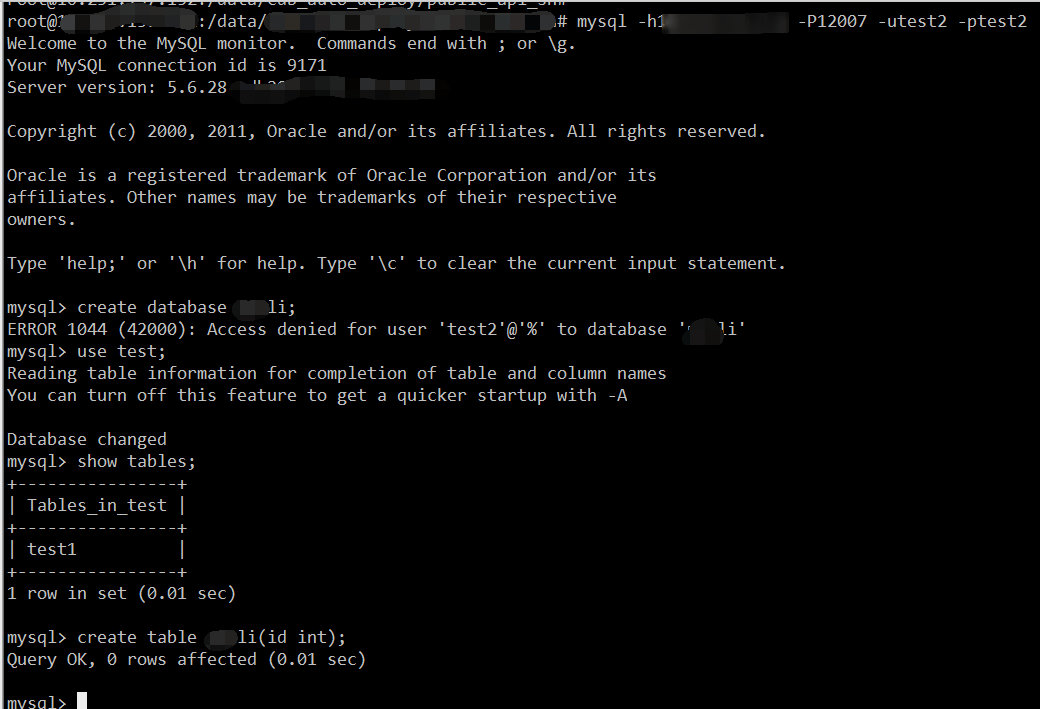 root@1 :/data/ # mysql -h1 -P12007 -utest2 -ptest2
Welcome to the MySQL monitor.  Commands end with ; or \g.
Your MySQL connection id is 9171
Server version: 5.6.28
Copyright (c) 2000, 2011, Oracle and/or its affiliates. All rights reserved.
Oracle is a registered trademark of Oracle Corporation and/or its
affiliates. Other names may be trademarks of their respective
owners.
Type 'help;' or '\h' for help. Type '\c' to clear the current input statement.
mysql> create database li;
ERROR 1044 (42000): Access denied for user 'test2'@'%' to database ' li'
mysql> use test;
Reading table information for completion of table and column names
You can turn off this feature to get a quicker startup with -A
Database changed
mysql> show tables;
+----------------+
| Tables_in_test |
+----------------+
| test1          |
+----------------+
1 row in set (0.01 sec)
mysql> create table li(id int);
Query OK, 0 rows affected (0.01 sec)
mysql>